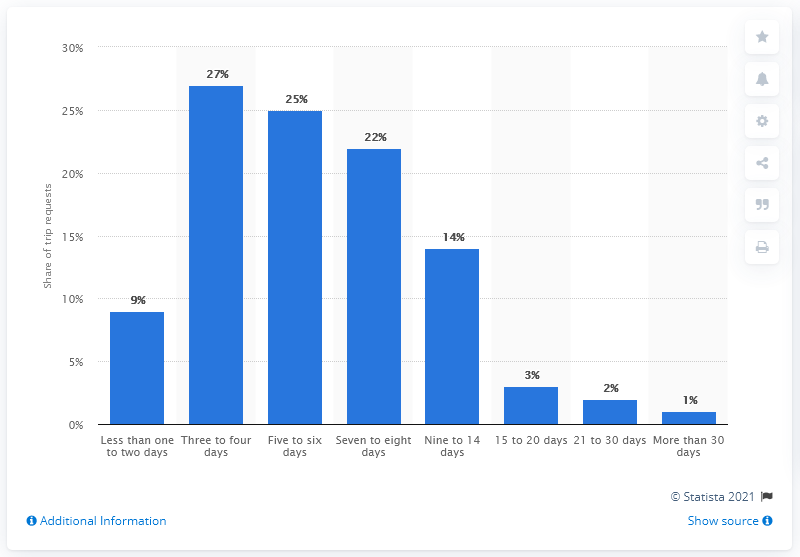 30%
25%
20%
15%
10%
5%
0%
Share of trip requests
9%
27%
25%
22%
14%
3%
2%
1%
Less than one
to two days
Three to four
days
Five to six
days
Seven to eight
days
Nine to 14
days
15 to 20 days
21 to 30 days
More than 30
days
© Statista 2021
Additional Information
Show source